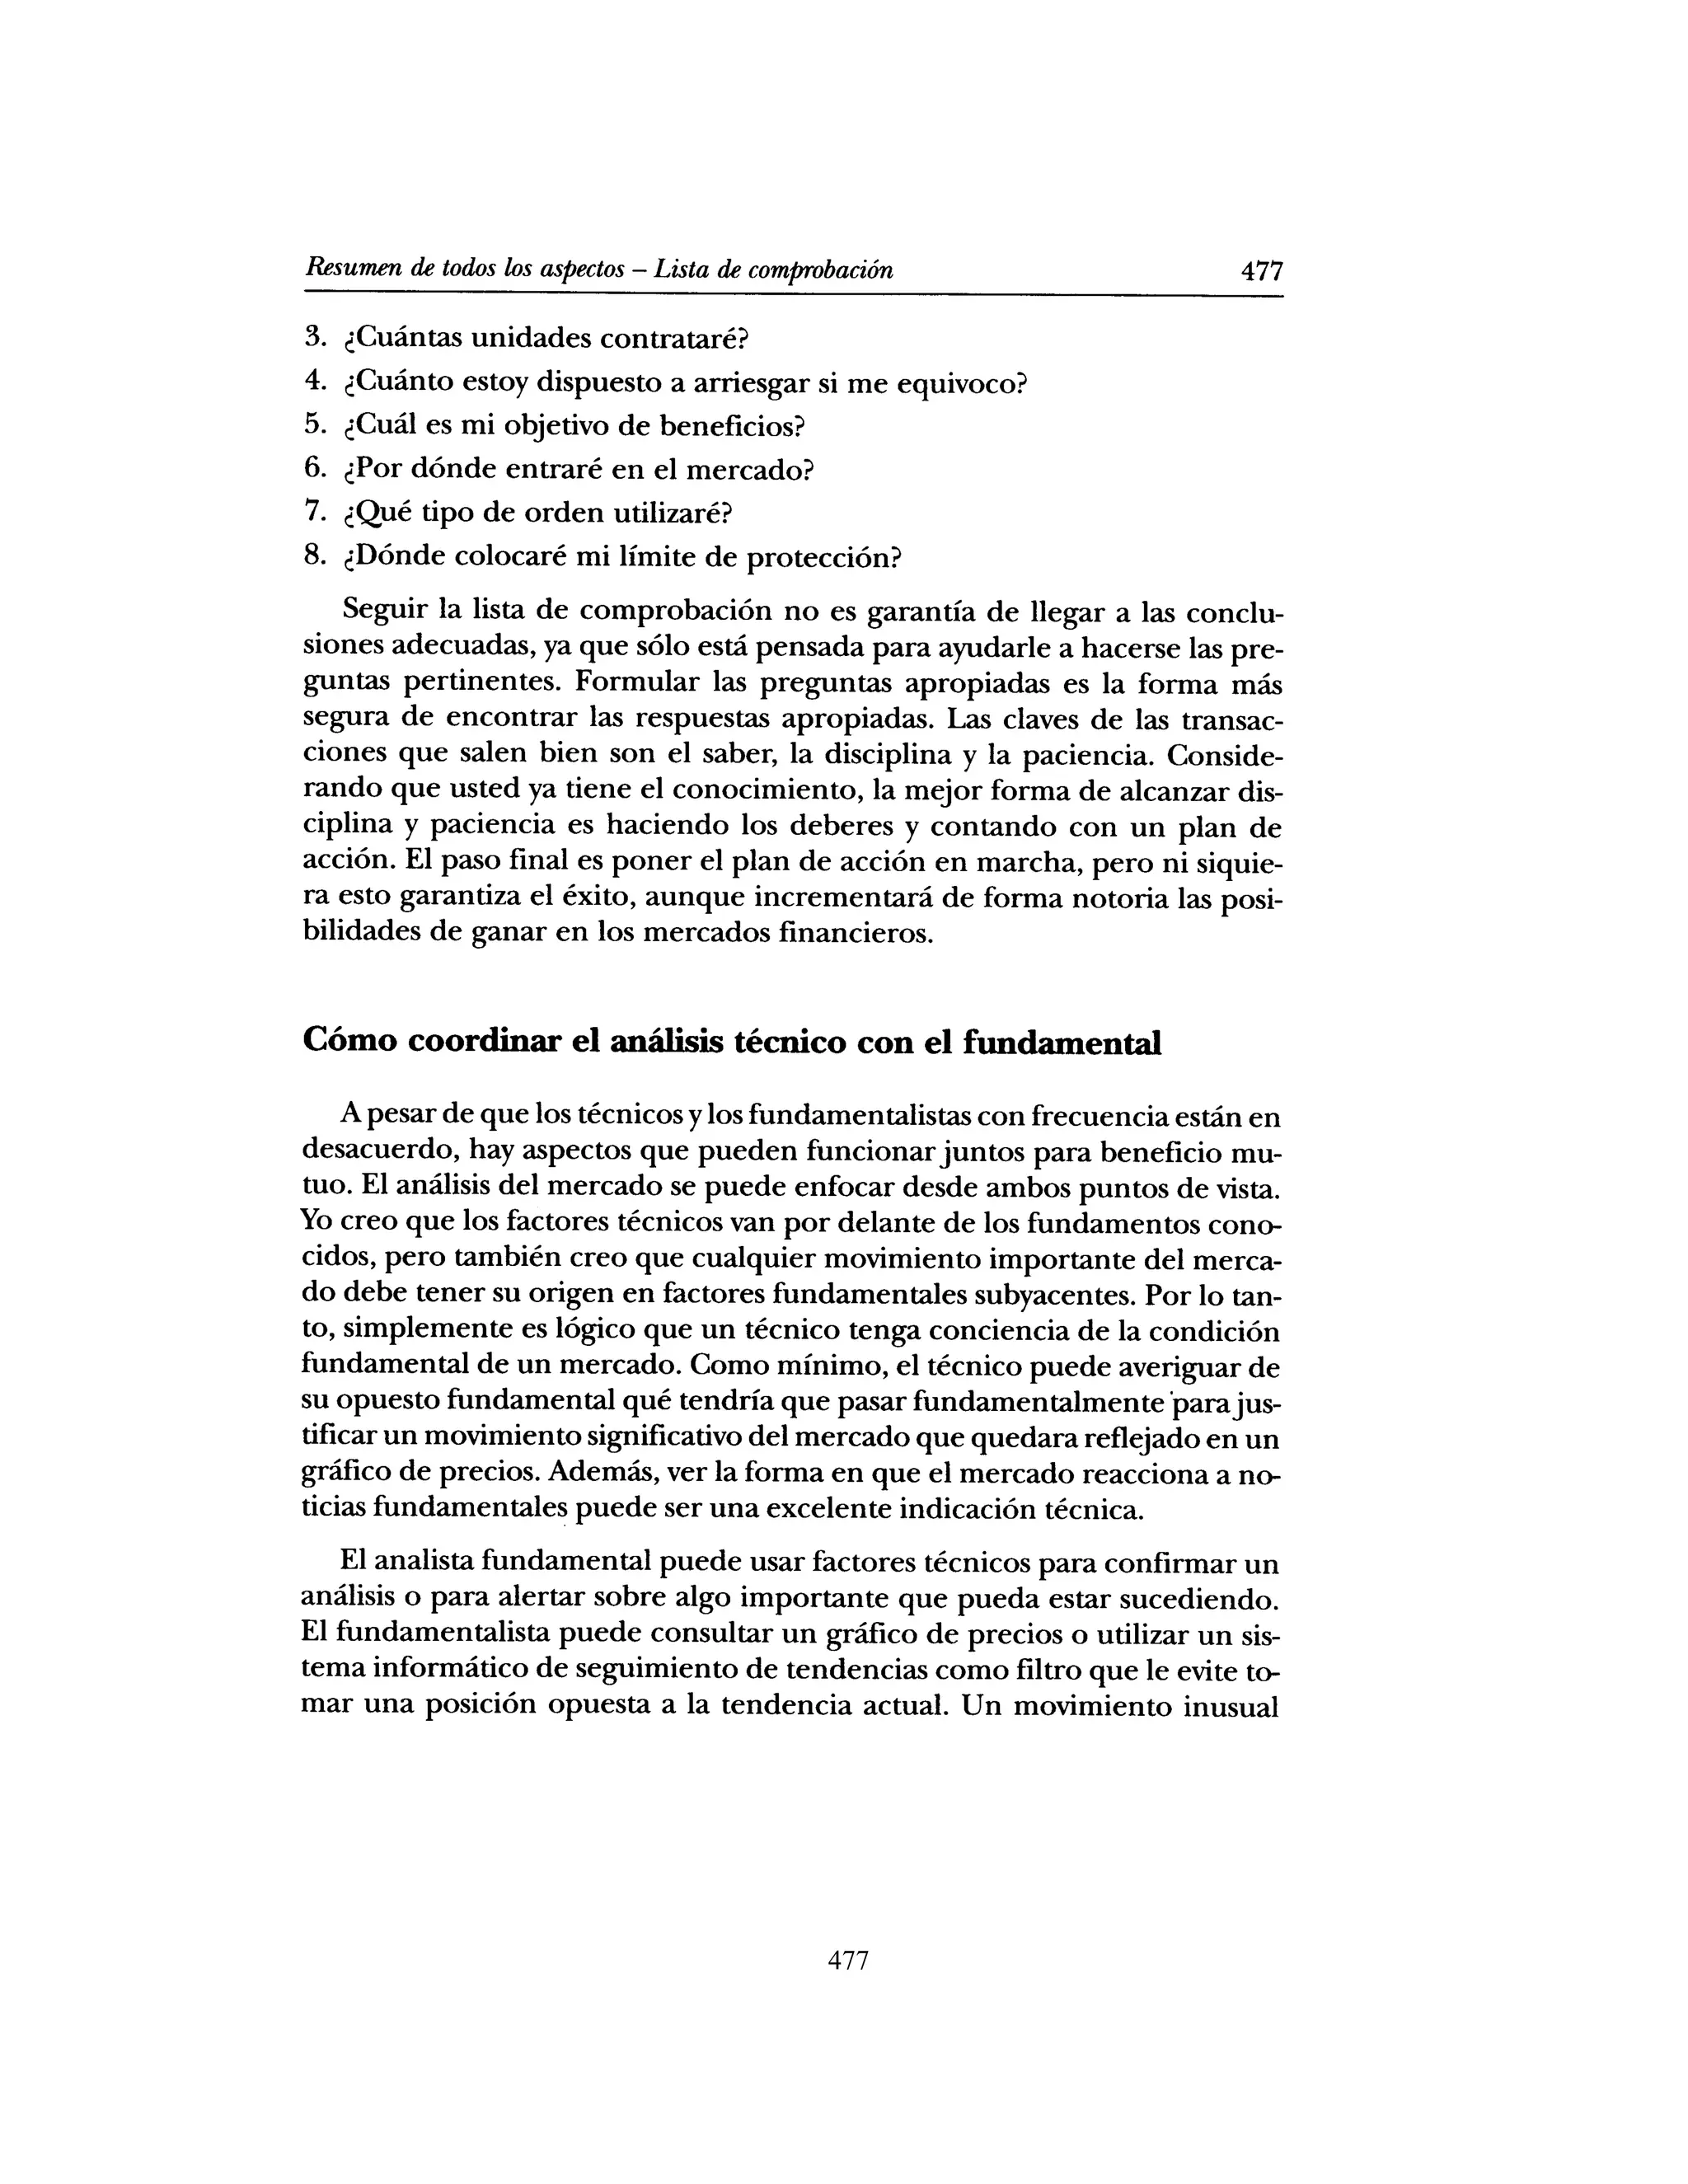 Resumen de todos los aspectos – Lista de comprobación 477
3. ¿Cuántas unidades contrataré?
4. ¿Cuánto estoy dispuesto a arriesgar si me equivoco?
5. ¿Cuál es mi objetivo de beneficios?
6. ¿Por dónde entraré en el mercado?
7. ¿Qué tipo de orden utilizaré?
8. ¿Dónde colocaré mi límite de protección?
Seguir la lista de comprobación no es garantía de llegar a las conclu-
siones adecuadas, ya que sólo está pensada para ayudarle a hacerse las pre-
guntas pertinentes. Formular las preguntas apropiadas es la forma más
segura de encontrar las respuestas apropiadas. Las claves de las transac-
ciones que salen bien son el saber, la disciplina y la paciencia. Conside-
rando que usted ya tiene el conocimiento, la mejor forma de alcanzar dis-
ciplina y paciencia es haciendo los deberes y contando con un plan de
acción. El paso final es poner el plan de acción en marcha, pero ni siquie-
ra esto garantiza el éxito, aunque incrementará de forma notoria las posi-
bilidades de ganar en los mercados financieros.
Cómo coordinar el análisis técnico con el fundamental
A pesar de que los técnicos y los fundamentalistas con frecuencia están en
desacuerdo, hay aspectos que pueden funcionar juntos para beneficio mu-
tuo. El análisis del mercado se puede enfocar desde ambos puntos de vista.
Yo creo que los factores técnicos van por delante de los fundamentos cono-
cidos, pero también creo que cualquier movimiento importante del merca-
do debe tener su origen en factores fundamentales subyacentes. Por lo tan-
to, simplemente es lógico que un técnico tenga conciencia de la condición
fundamental de un mercado. Como mínimo, el técnico puede averiguar de
su opuesto fundamental qué tendría que pasar fundamentalmente para jus-
tificar un movimiento significativo del mercado que quedara reflejado en un
gráfico de precios. Además, ver la forma en que el mercado reacciona a no-
ticias fundamentales puede ser una excelente indicación técnica.
El analista fundamental puede usar factores técnicos para confirmar un
análisis o para alertar sobre algo importante que pueda estar sucediendo.
El fundamentalista puede consultar un gráfico de precios o utilizar un sis-
tema informático de seguimiento de tendencias como filtro que le evite to-
mar una posición opuesta a la tendencia actual. Un movimiento inusual
477